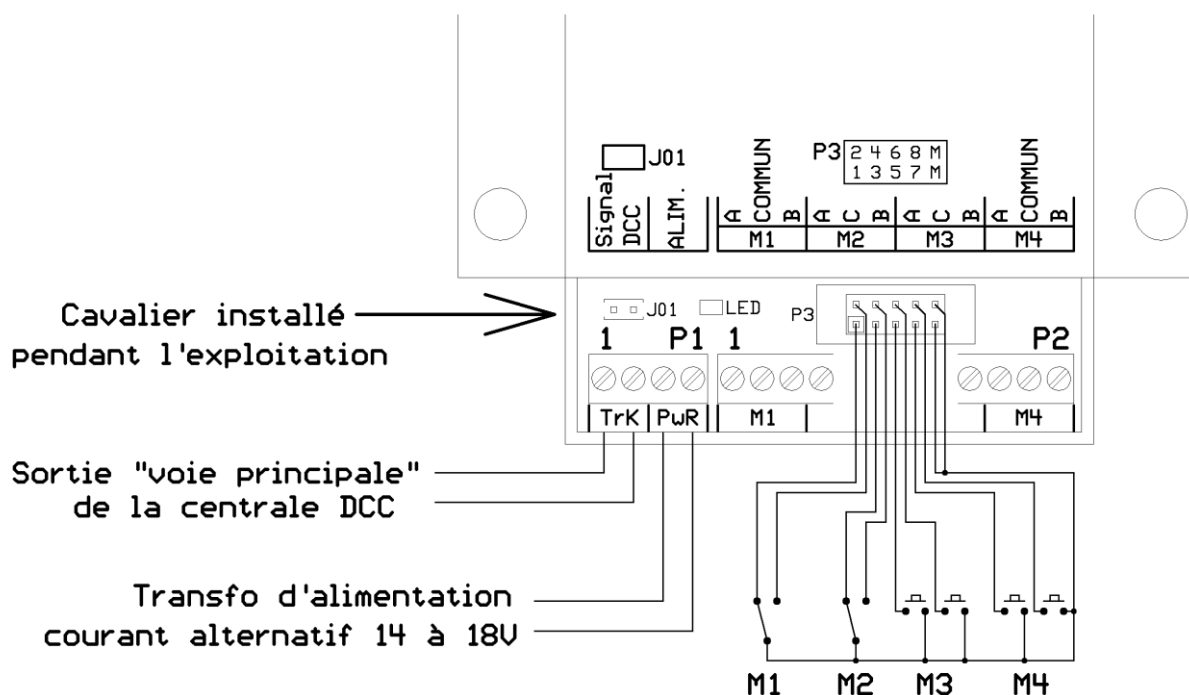 J01
P3 2 4 6 8 M
1 3 5 7 M
Signal
DCC
ALIM.
A COMMUN B A C B A C B A COMMUN B
M1 M2 M3 M4
Cavalier installé
pendant l'exploitation
J01 LED P3
1 P1 1 P2
TrK PwR M1 M4
Sortie "voie principale"
de la centrale DCC
Transfo d'alimentation
courant alternatif 14 à 18V
M1 M2 M3 M4